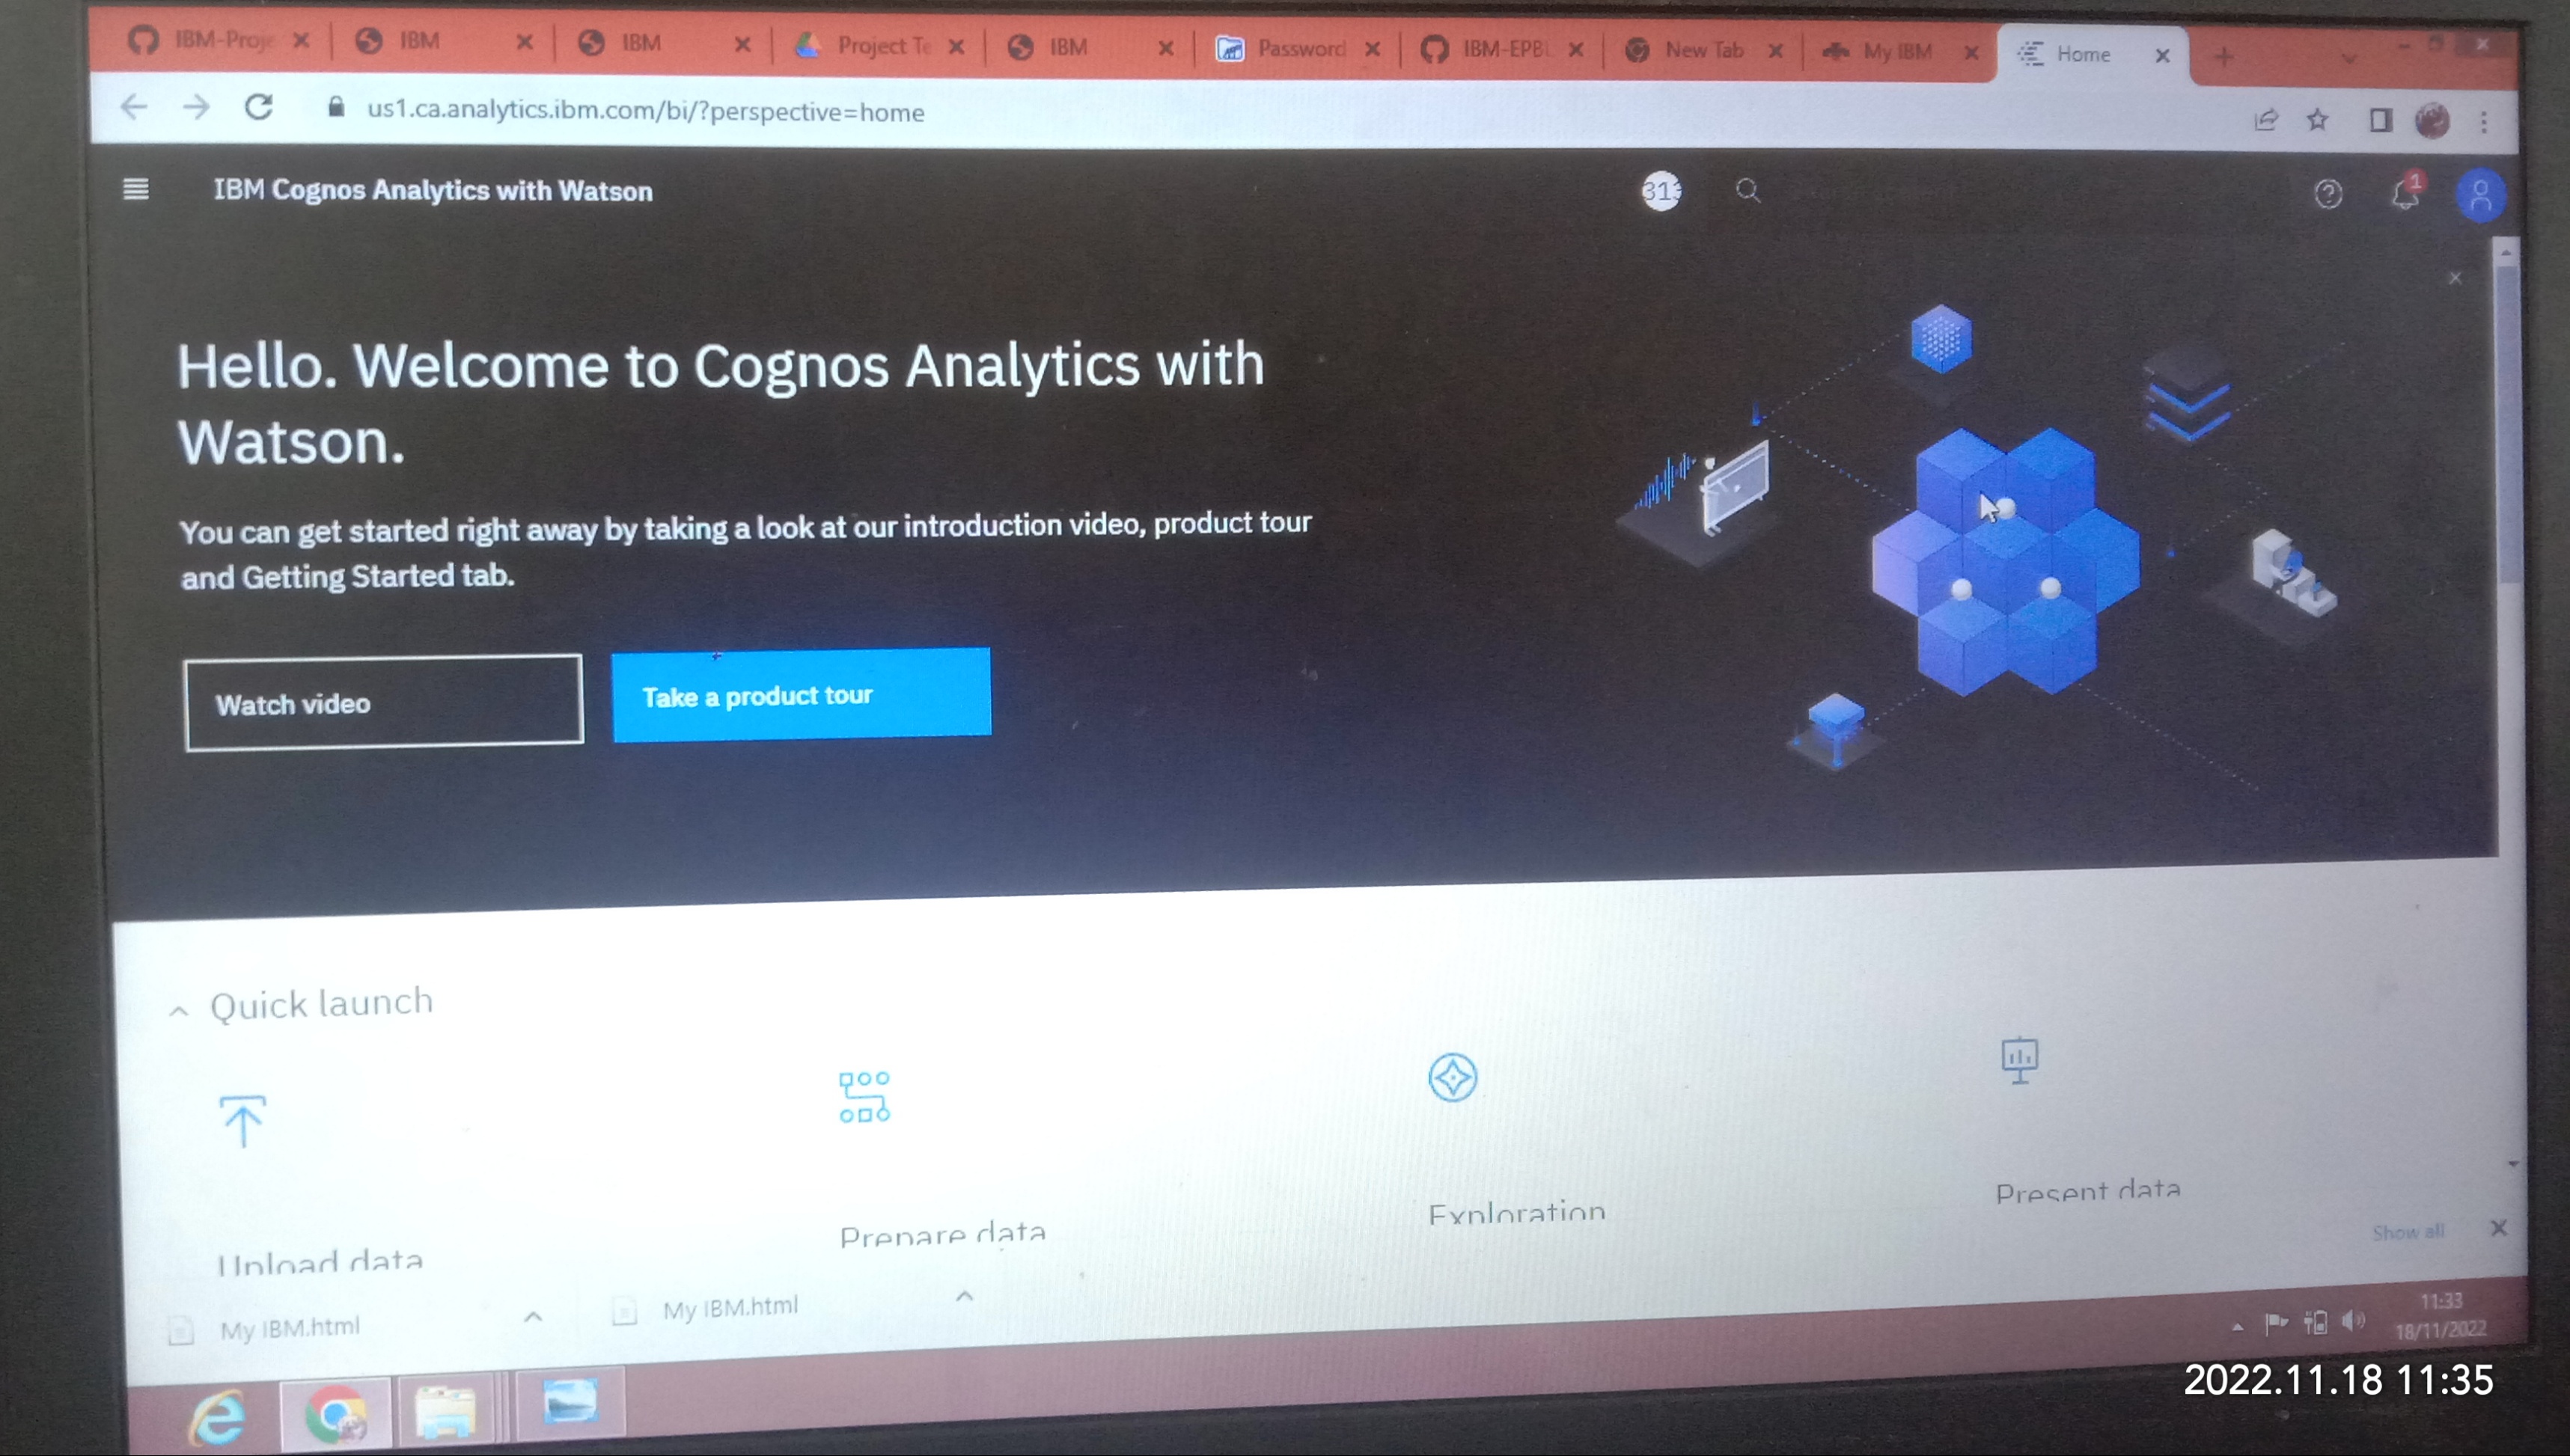 IBM-Proje
IBM
IBM
Project Te
IBM
Password
IBM-EPBL
New Tab
My IBM
Home
us1.ca.analytics.ibm.com/bi/?perspective=home
IBM Cognos Analytics with Watson
313
1
Hello. Welcome to Cognos Analytics with
Watson.
You can get started right away by taking a look at our introduction video, product tour
and Getting Started tab.
Watch video
Take a product tour
Quick launch
Upload data
Prepare data
Exploration
Present data
Show all
My IBM.html
My IBM.html
11:33
18/11/2022
2022.11.18 11:35